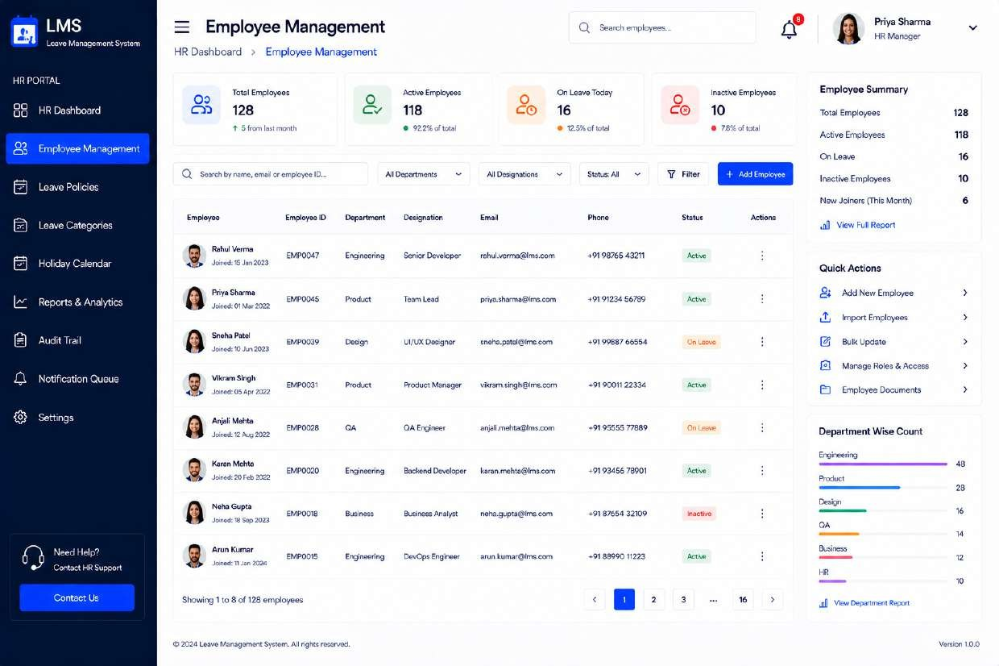 LMS
Leave Management System
HR PORTAL
HR Dashboard
Employee Management
Leave Policies
Leave Categories
Holiday Calendar
Reports & Analytics
Audit Trail
Notification Queue
Settings
Need Help?
Contact HR Support
Contact Us
Employee Management
Search employees...
8
Priya Sharma
HR Manager
HR Dashboard > Employee Management
Total Employees
128
↑ 5 from last month
Active Employees
118
92.2% of total
On Leave Today
16
12.5% of total
Inactive Employees
10
7.8% of total
Search by name, email or employee ID...
All Departments
All Designations
Status: All
Filter
+ Add Employee
Employee Employee ID Department Designation Email Phone Status Actions
Rahul Verma
Joined: 15 Jan 2023
EMP0047 Engineering Senior Developer rahul.verma@lms.com +91 98765 43211 Active
Priya Sharma
Joined: 01 Mar 2022
EMP0045 Product Team Lead priya.sharma@lms.com +91 91234 56789 Active
Sneha Patel
Joined: 10 Jun 2023
EMP0039 Design UI/UX Designer sneha.patel@lms.com +91 99887 66554 On Leave
Vikram Singh
Joined: 05 Apr 2022
EMP0031 Product Product Manager vikram.singh@lms.com +91 90011 22334 Active
Anjali Mehta
Joined: 12 Aug 2022
EMP0028 QA QA Engineer anjali.mehta@lms.com +91 95555 77889 On Leave
Karan Mehta
Joined: 20 Feb 2022
EMP0020 Engineering Backend Developer karan.mehta@lms.com +91 93456 78901 Active
Neha Gupta
Joined: 18 Sep 2023
EMP0018 Business Business Analyst neha.gupta@lms.com +91 87654 32109 Inactive
Arun Kumar
Joined: 11 Jan 2024
EMP0015 Engineering DevOps Engineer arun.kumar@lms.com +91 88990 11223 Active
Showing 1 to 8 of 128 employees
< 1 2 3 ... 16 >
Employee Summary
Total Employees 128
Active Employees 118
On Leave 16
Inactive Employees 10
New Joiners (This Month) 6
View Full Report
Quick Actions
Add New Employee
Import Employees
Bulk Update
Manage Roles & Access
Employee Documents
Department Wise Count
Engineering
48
Product
28
Design
16
QA
14
Business
12
HR
10
View Department Report
© 2024 Leave Management System. All rights reserved.
Version 1.0.0